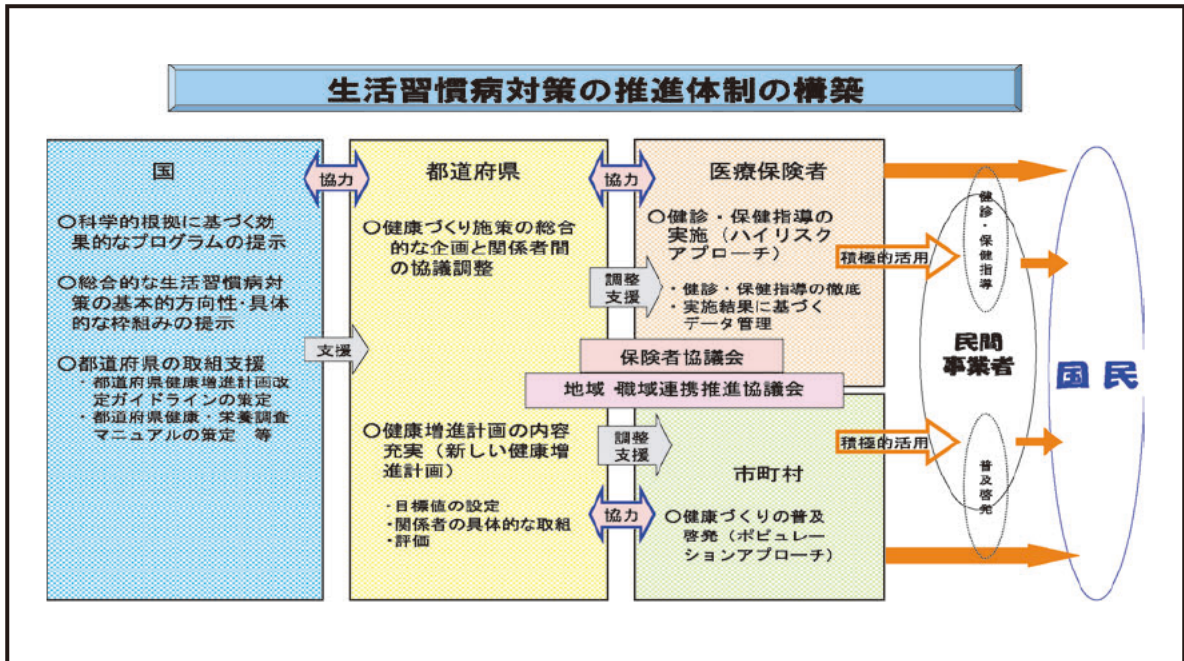 生活習慣病対策の推進体制の構築
国
〇科学的根拠に基づく効
果的なプログラムの提示
〇総合的な生活習慣病対
策の基本的方向性・具体
的な枠組みの提示
〇都道府県の取組支援
・都道府県健康増進計画改
定ガイドラインの策定
・都道府県健康・栄養調査
マニュアルの策定 等
協力
支援
都道府県
〇健康づくり施策の総合
的な企画と関係者間
の協議調整
〇健康増進計画の内容
充実（新しい健康増
進計画）
・目標値の設定
・関係者の具体的な取組
・評価
協力
調整
支援
調整
支援
協力
医療保険者
〇健診・保健指導の
実施（ハイリスク
アプローチ）
・健診・保健指導の徹底
・実施結果に基づく
データ管理
保険者協議会
地域・職域連携推進協議会
市町村
〇健康づくりの普及
啓発（ポピュレー
ションアプローチ）
積極的活用
積極的活用
健診・保健指導
民間
事業者
普及啓発
国民